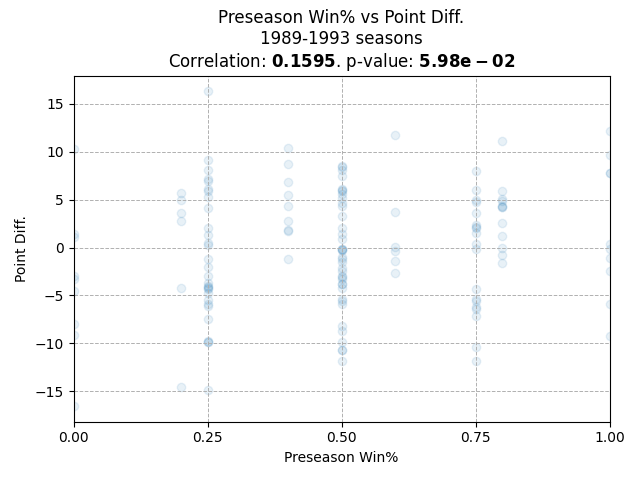 Preseason Win% vs Point Diff.
1989-1993 seasons
Correlation: 0.1595. p-value: 5.98e − 02
15
10
5
0
−5
−10
−15
Point Diff.
0.00 0.25 0.50 0.75 1.00
Preseason Win%